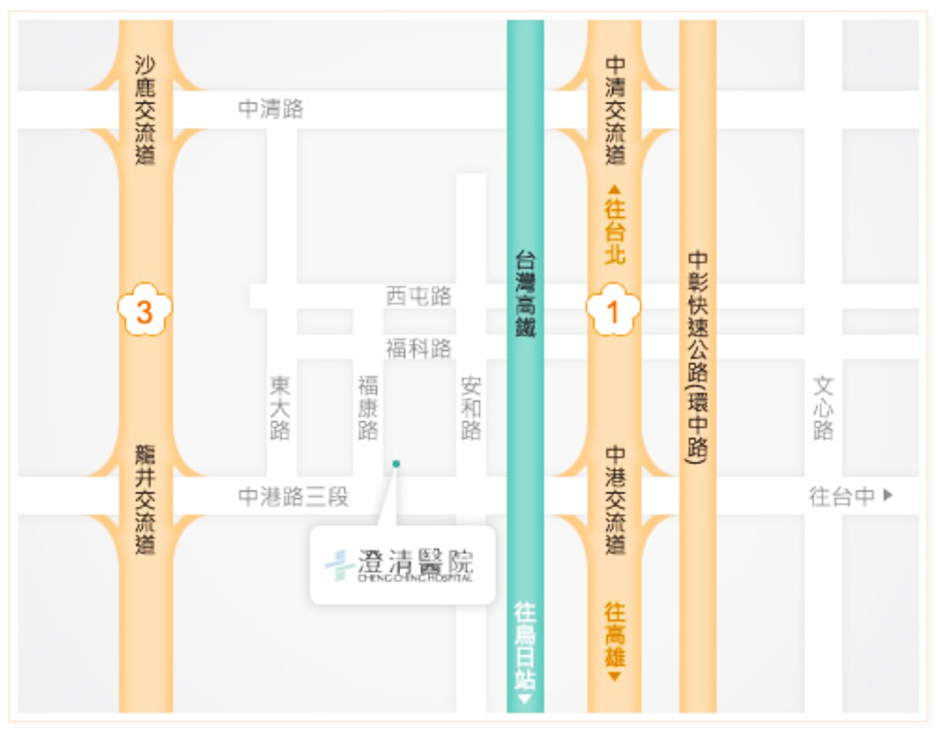 沙鹿交流道
中清路
中清交流道
往台北
台灣高鐵
中彰快速公路(環中路)
西屯路
3
1
福科路
東大路
福康路
安和路
文心路
龍井交流道
中港路三段
中港交流道
往台中
澄清醫院
CHENG CHING HOSPITAL
往烏日站
往高雄